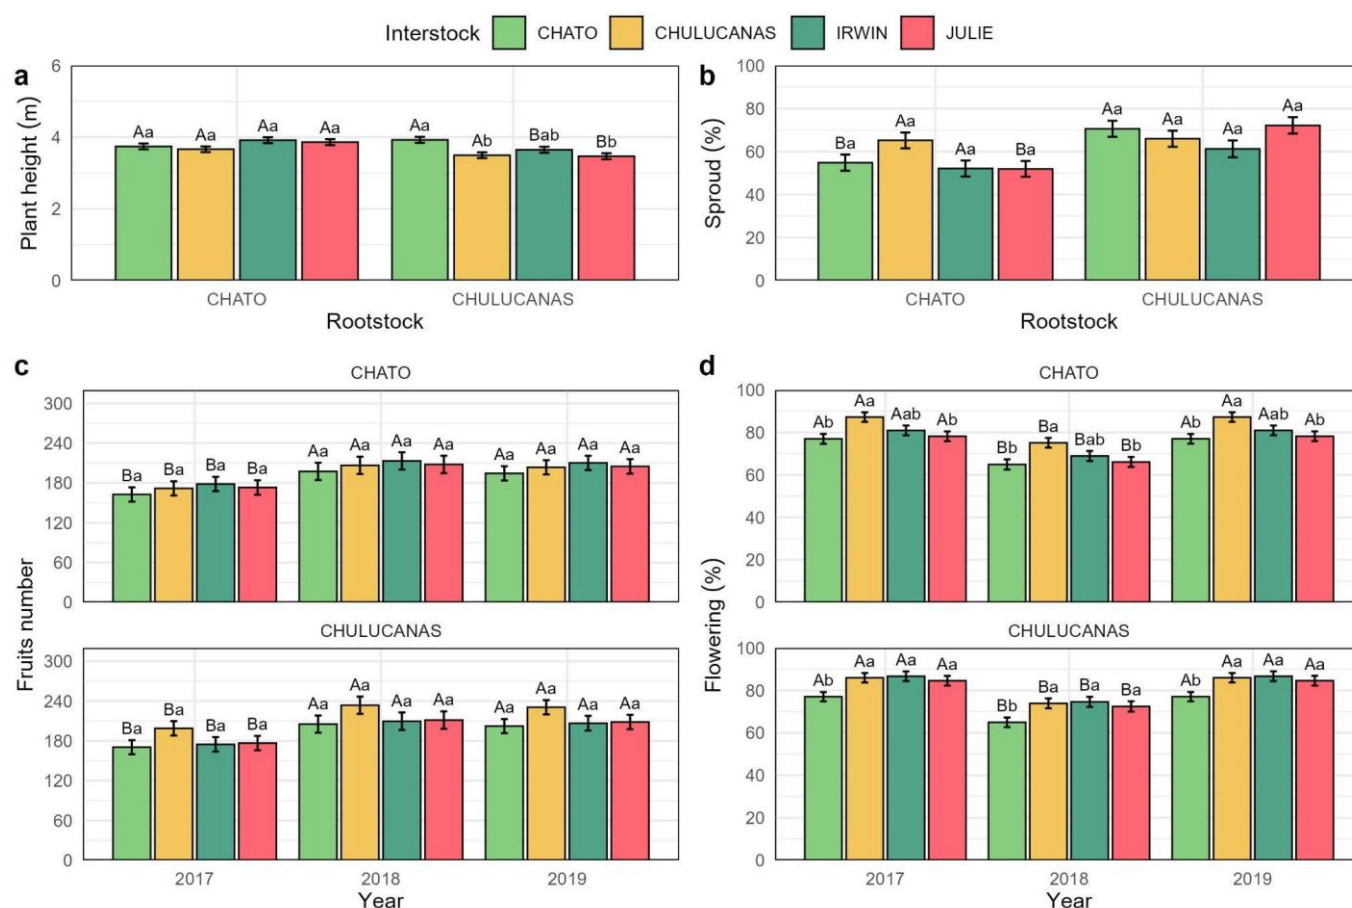 Interstock CHATO CHULUCANAS IRWIN JULIE
a
Plant height (m)
6
4
2
0
Aa Aa Aa Aa Aa Ab Bab Bb
CHATO CHULUCANAS
Rootstock
b
Sproud (%)
100
80
60
40
20
0
Ba Aa Aa Ba Aa Aa Aa Aa
CHATO CHULUCANAS
Rootstock
c
Fruits number
CHATO
300
240
180
120
60
0
Ba Ba Ba Ba Aa Aa Aa Aa Aa Aa Aa Aa
CHULUCANAS
300
240
180
120
60
0
Ba Ba Ba Ba Aa Aa Aa Aa Aa Aa Aa Aa
2017 2018 2019
Year
d
Flowering (%)
CHATO
100
80
60
40
20
0
Ab Aa Aab Ab Bb Ba Bab Bb Ab Aa Aab Ab
CHULUCANAS
100
80
60
40
20
0
Ab Aa Aa Aa Bb Ba Ba Ba Ab Aa Aa Aa
2017 2018 2019
Year